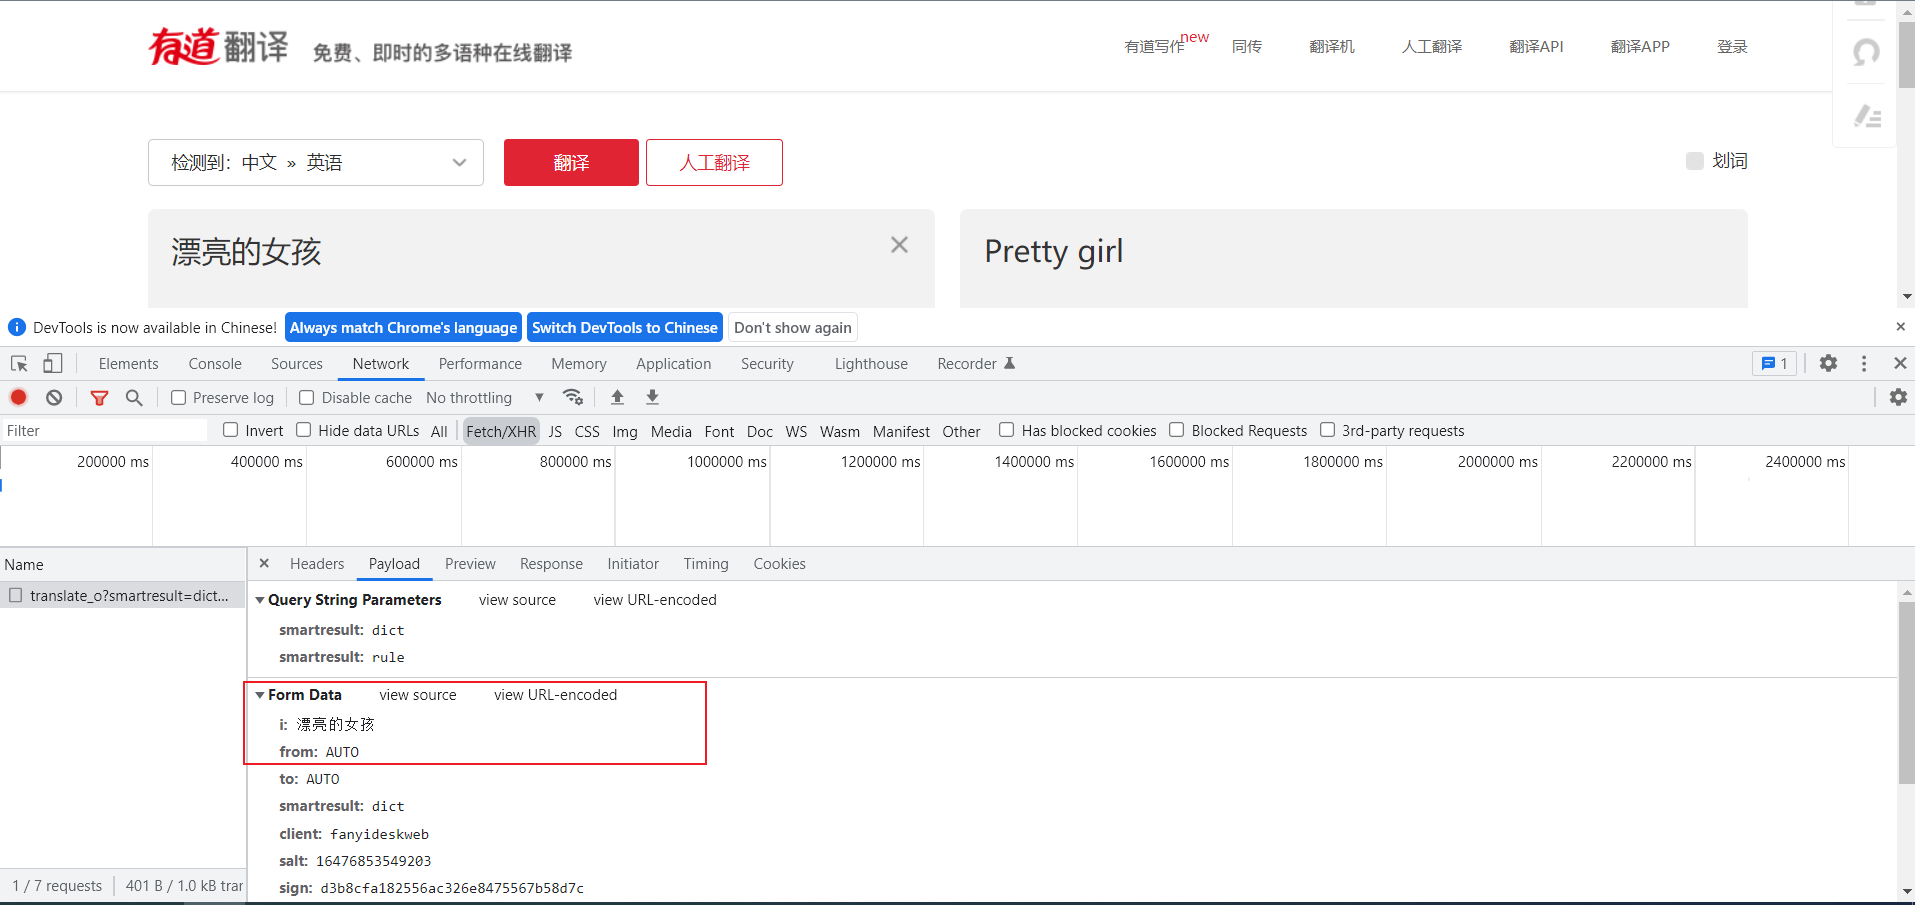 有道翻译 免费、即时的多语种在线翻译 有道写作 new 同传 翻译机 人工翻译 翻译API 翻译APP 登录
检测到：中文 » 英语 翻译 人工翻译 划词
漂亮的女孩 Pretty girl
DevTools is now available in Chinese! Always match Chrome's language Switch DevTools to Chinese Don't show again
Elements Console Sources Network Performance Memory Application Security Lighthouse Recorder 1
Preserve log Disable cache No throttling
Filter Invert Hide data URLs All Fetch/XHR JS CSS Img Media Font Doc WS Wasm Manifest Other Has blocked cookies Blocked Requests 3rd-party requests
200000 ms 400000 ms 600000 ms 800000 ms 1000000 ms 1200000 ms 1400000 ms 1600000 ms 1800000 ms 2000000 ms 2200000 ms 2400000 ms
Name Headers Payload Preview Response Initiator Timing Cookies
translate_o?smartresult=dict...
Query String Parameters view source view URL-encoded
smartresult: dict
smartresult: rule
Form Data view source view URL-encoded
i: 漂亮的女孩
from: AUTO
to: AUTO
smartresult: dict
client: fanyideskweb
salt: 16476853549203
sign: d3b8cfa182556ac326e8475567b58d7c
1 / 7 requests 401 B / 1.0 kB tran